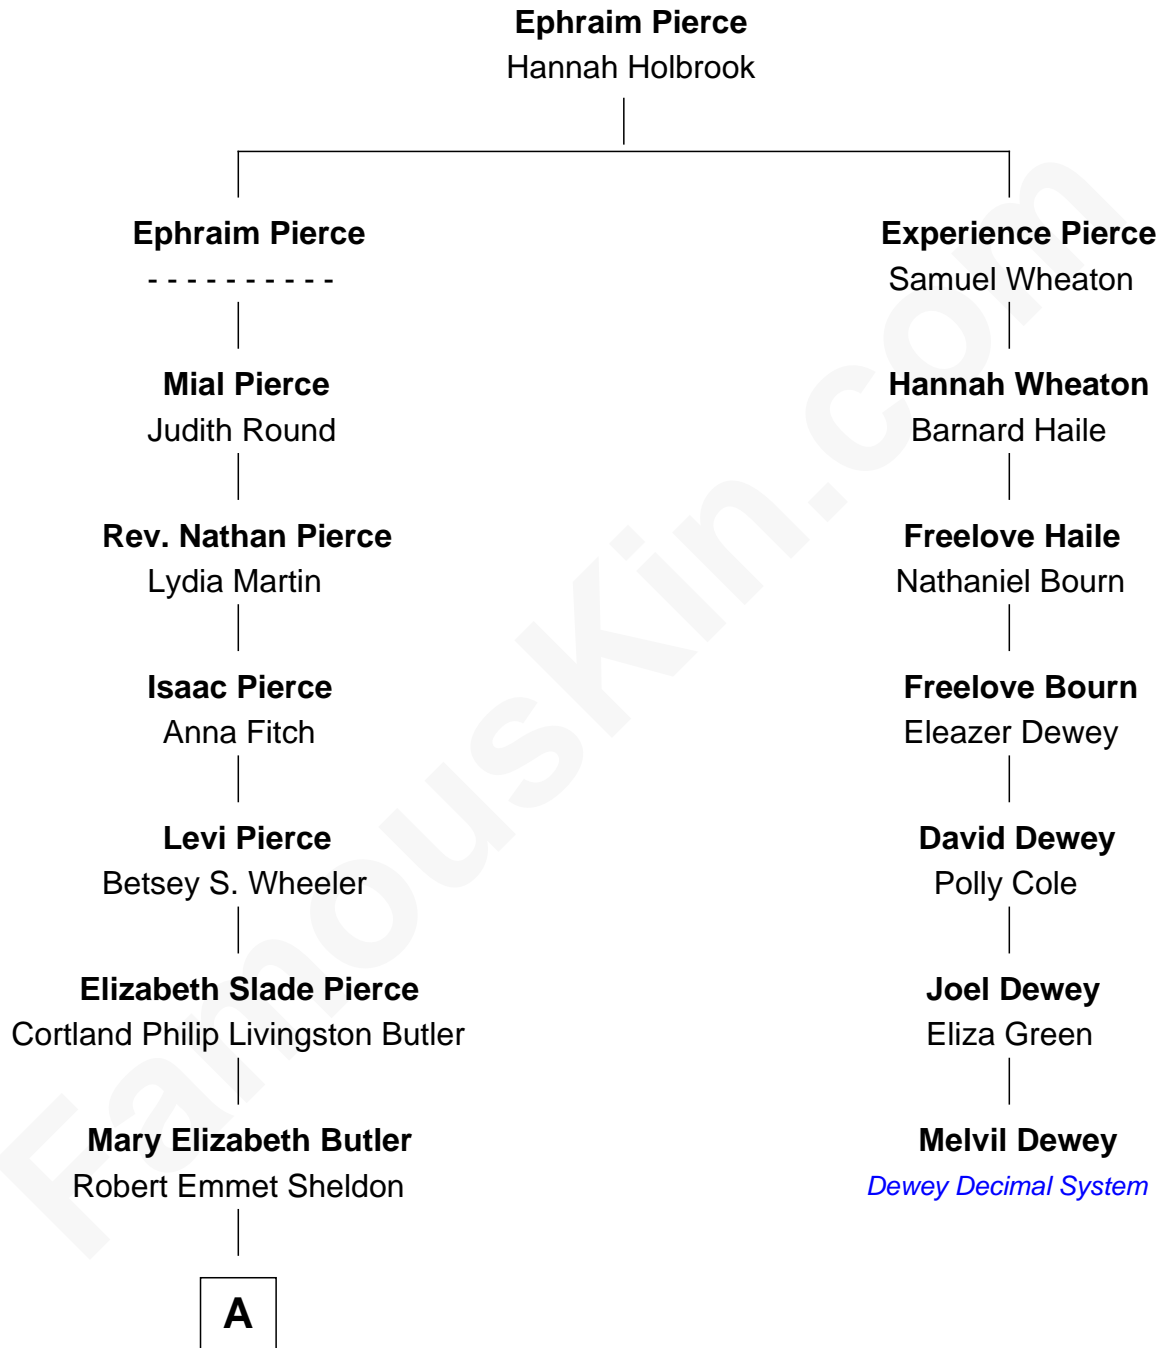 Ephraim Pierce
Hannah Holbrook
Ephraim Pierce
- - - - - - - - - -
Experience Pierce
Samuel Wheaton
Mial Pierce
Judith Round
Hannah Wheaton
Barnard Haile
Rev. Nathan Pierce
Lydia Martin
Freelove Haile
Nathaniel Bourn
Isaac Pierce
Anna Fitch
Freelove Bourn
Eleazer Dewey
Levi Pierce
Betsey S. Wheeler
David Dewey
Polly Cole
Elizabeth Slade Pierce
Cortland Philip Livingston Butler
Joel Dewey
Eliza Green
Mary Elizabeth Butler
Robert Emmet Sheldon
Melvil Dewey
Dewey Decimal System
A
FamousKin.com